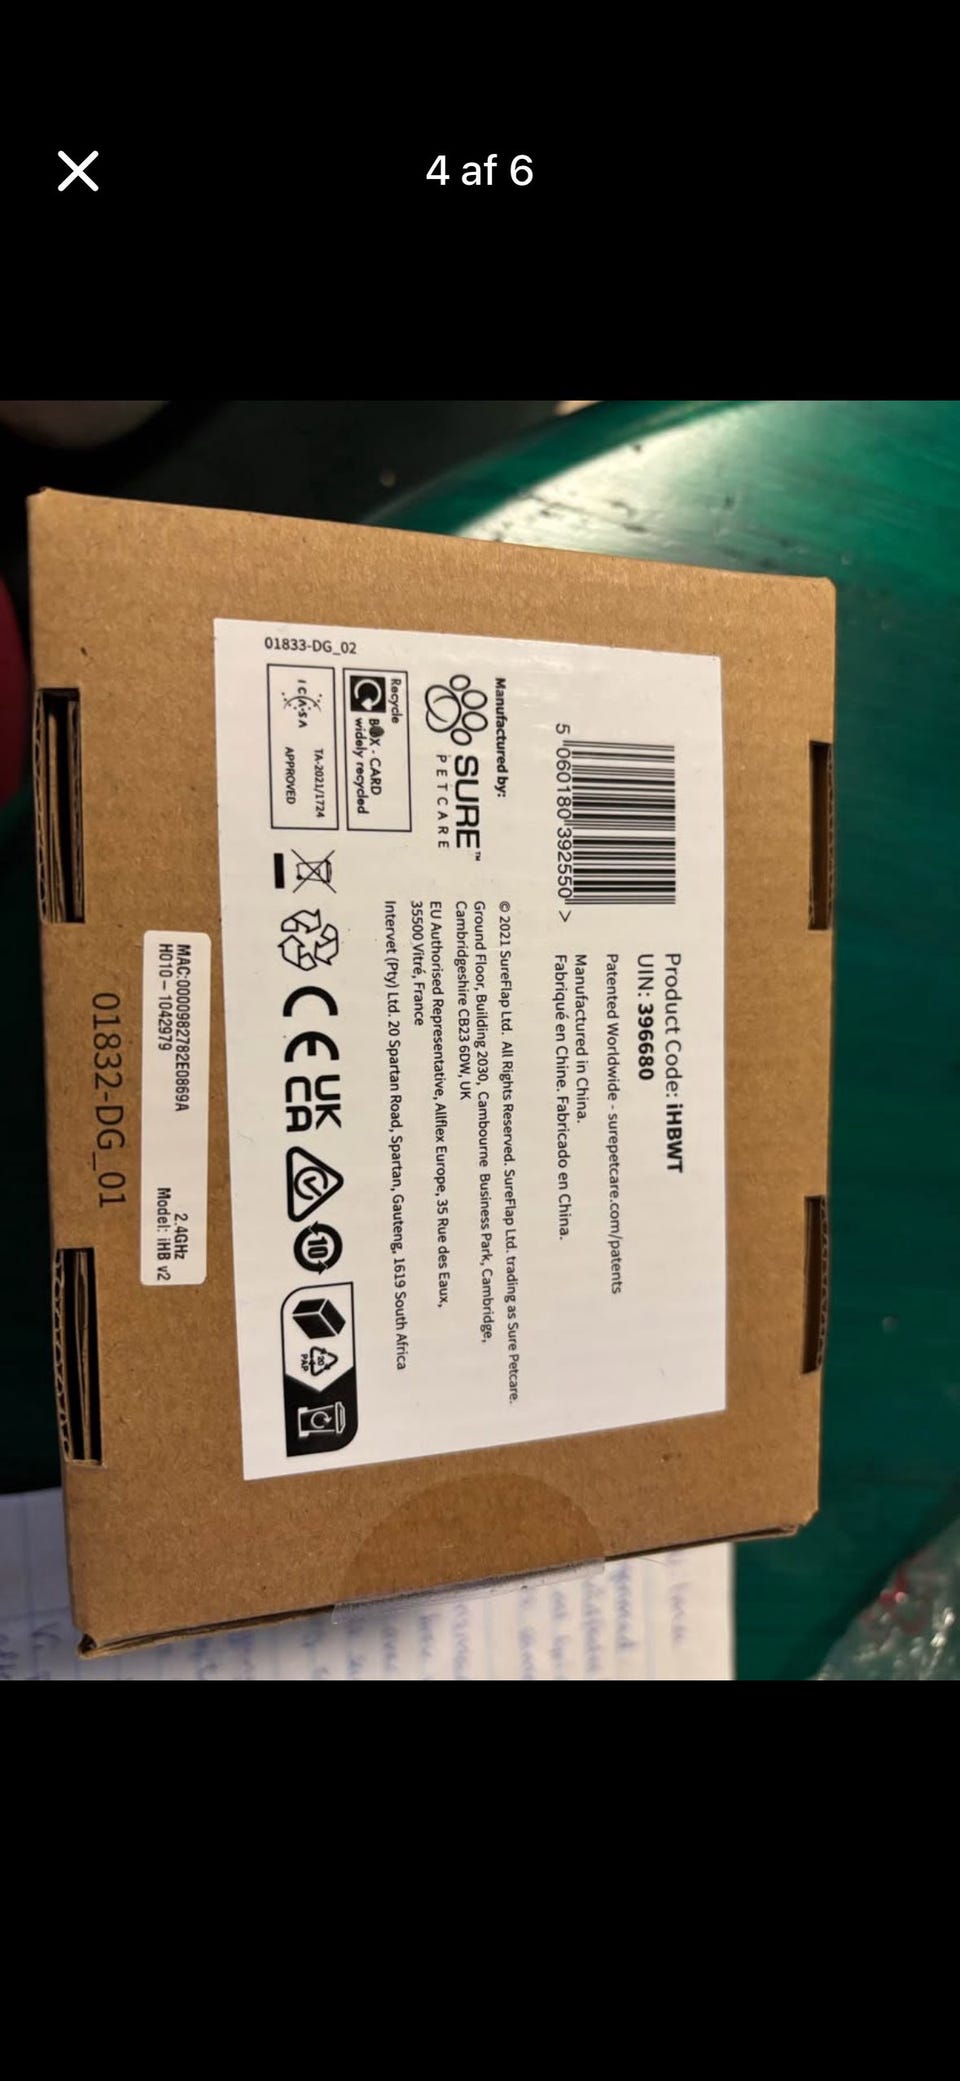 4 af 6
5 060180 392550 >
Product Code: iHBWT
UIN: 396680
Patented Worldwide - surepetcare.com/patents
Manufactured in China.
Fabriqué en Chine. Fabricado en China.
Manufactured by:
SURE™
PETCARE
© 2021 SureFlap Ltd. All Rights Reserved. SureFlap Ltd. trading as Sure Petcare.
Ground Floor, Building 2030, Cambourne Business Park, Cambridge,
Cambridgeshire CB23 6DW, UK
EU Authorised Representative, Allflex Europe, 35 Rue des Eaux,
35500 Vitré, France
Intervet (Pty) Ltd. 20 Spartan Road, Spartan, Gauteng, 1619 South Africa
Recycle
BOX - CARD
widely recycled
ICASA
TA-2021/1724
APPROVED
CE
UK
CA
10
20
PAP
01833-DG_02
MAC:0000982782E0869A
H010 – 1042979
2.4GHz
Model: iHB v2
01832-DG_01